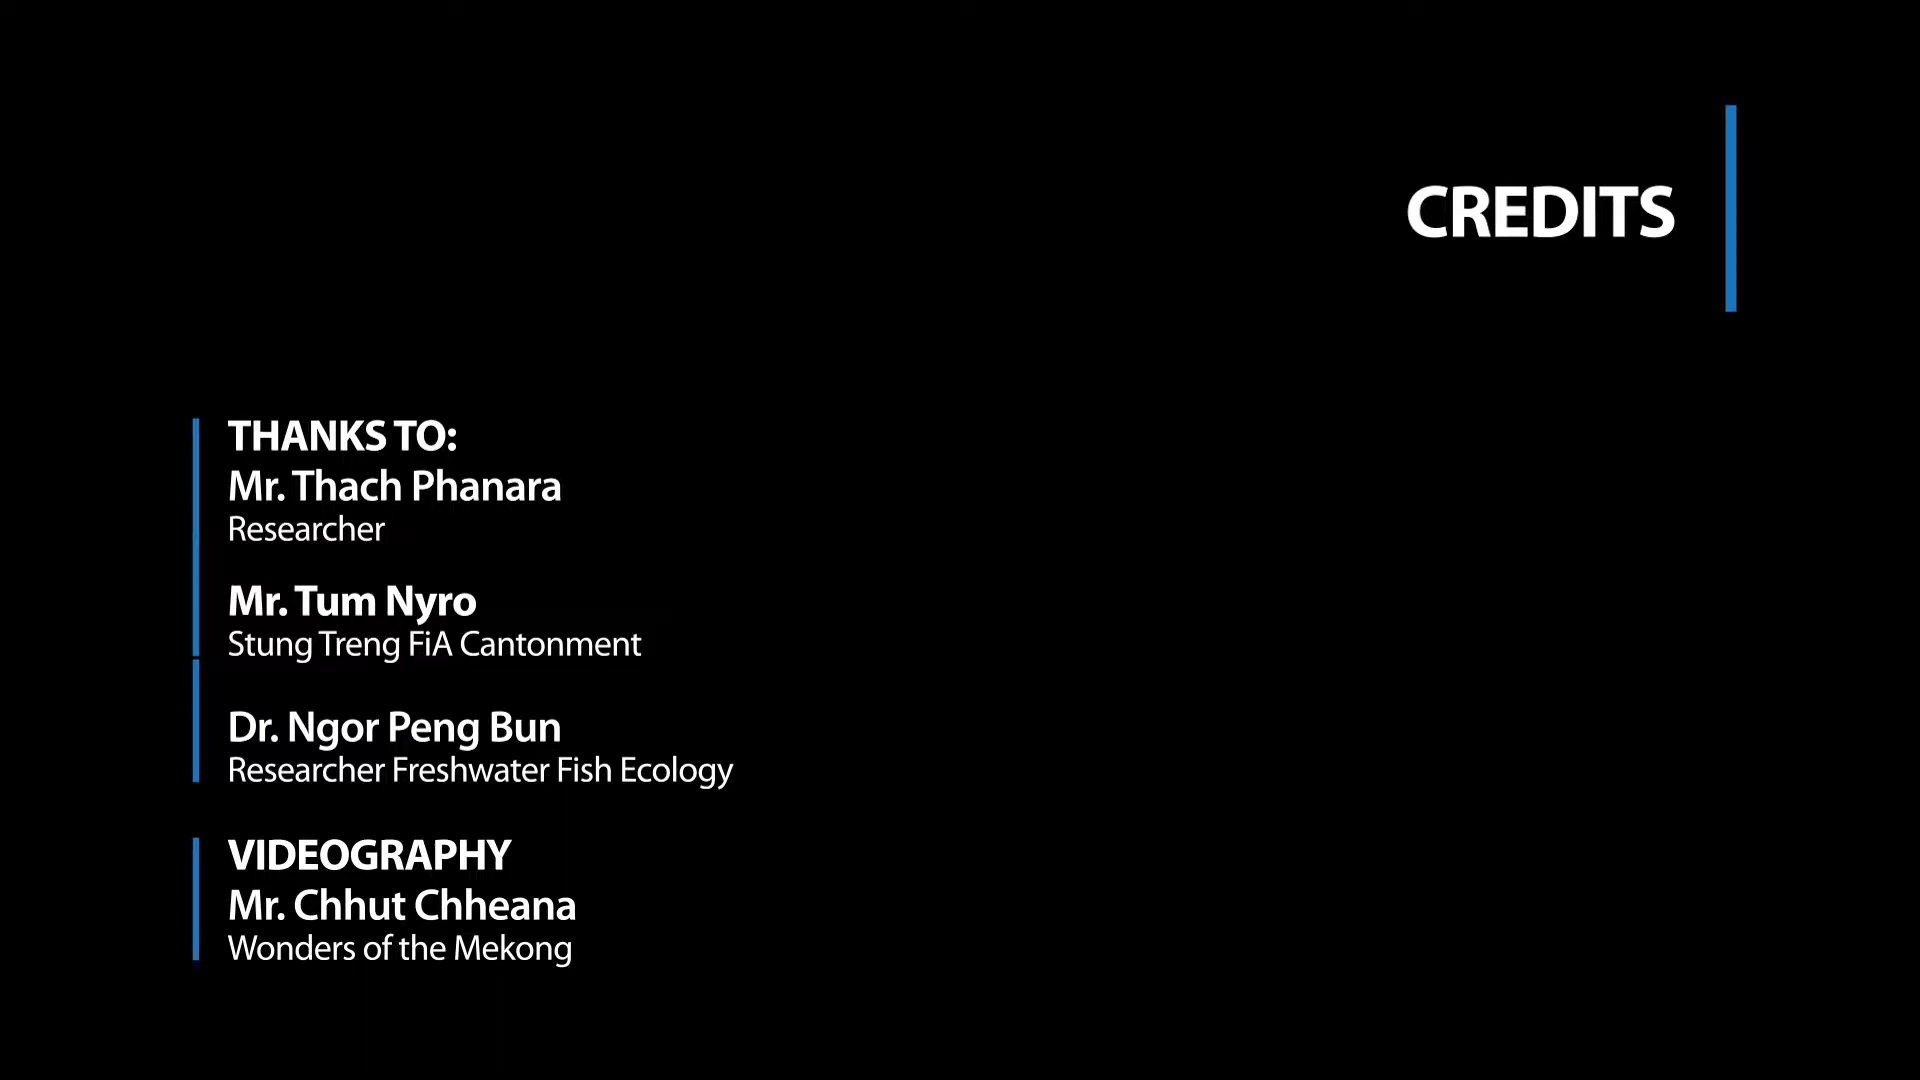 CREDITS
THANKS TO:
Mr. Thach Phanara
Researcher
Mr. Tum Nyro
Stung Treng FiA Cantonment
Dr. Ngor Peng Bun
Researcher Freshwater Fish Ecology
VIDEOGRAPHY
Mr. Chhut Chheana
Wonders of the Mekong